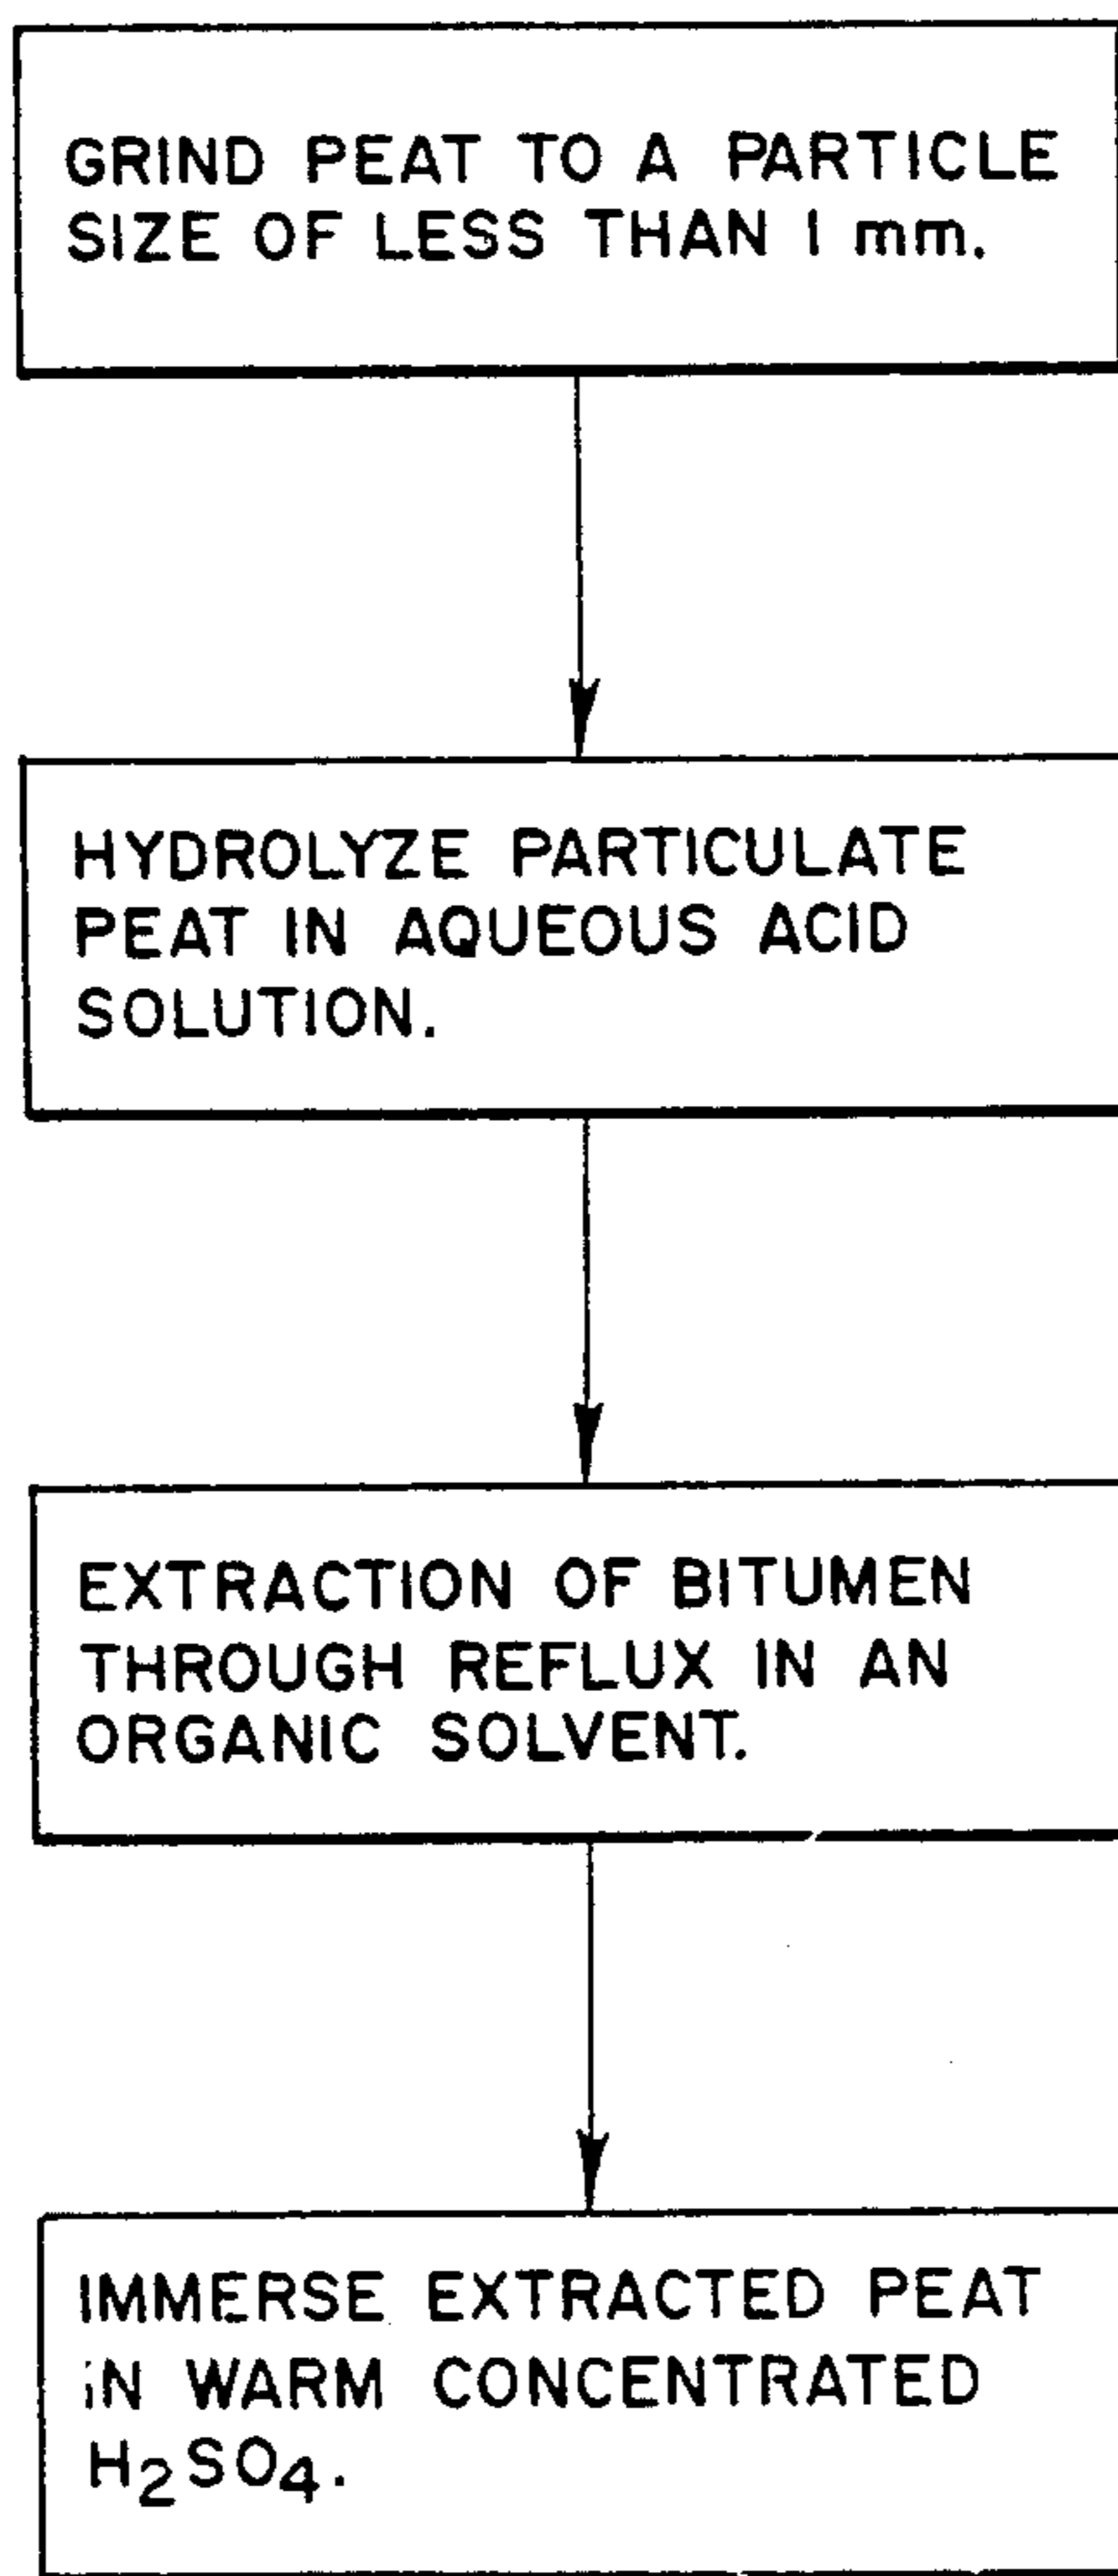 GRIND PEAT TO A PARTICLE
SIZE OF LESS THAN 1 mm.
HYDROLYZE PARTICULATE
PEAT IN AQUEOUS ACID
SOLUTION.
EXTRACTION OF BITUMEN
THROUGH REFLUX IN AN
ORGANIC SOLVENT.
IMMERSE EXTRACTED PEAT
IN WARM CONCENTRATED
H₂SO₄.